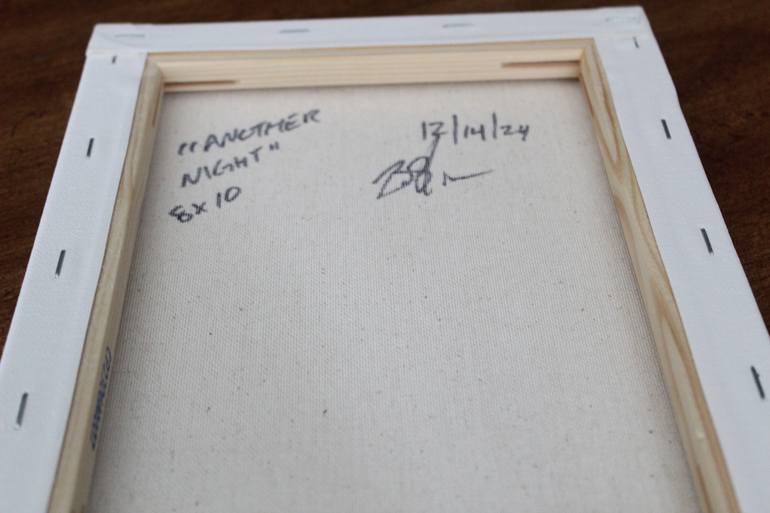 "ANOTHER
NIGHT"
8x10
12/14/24